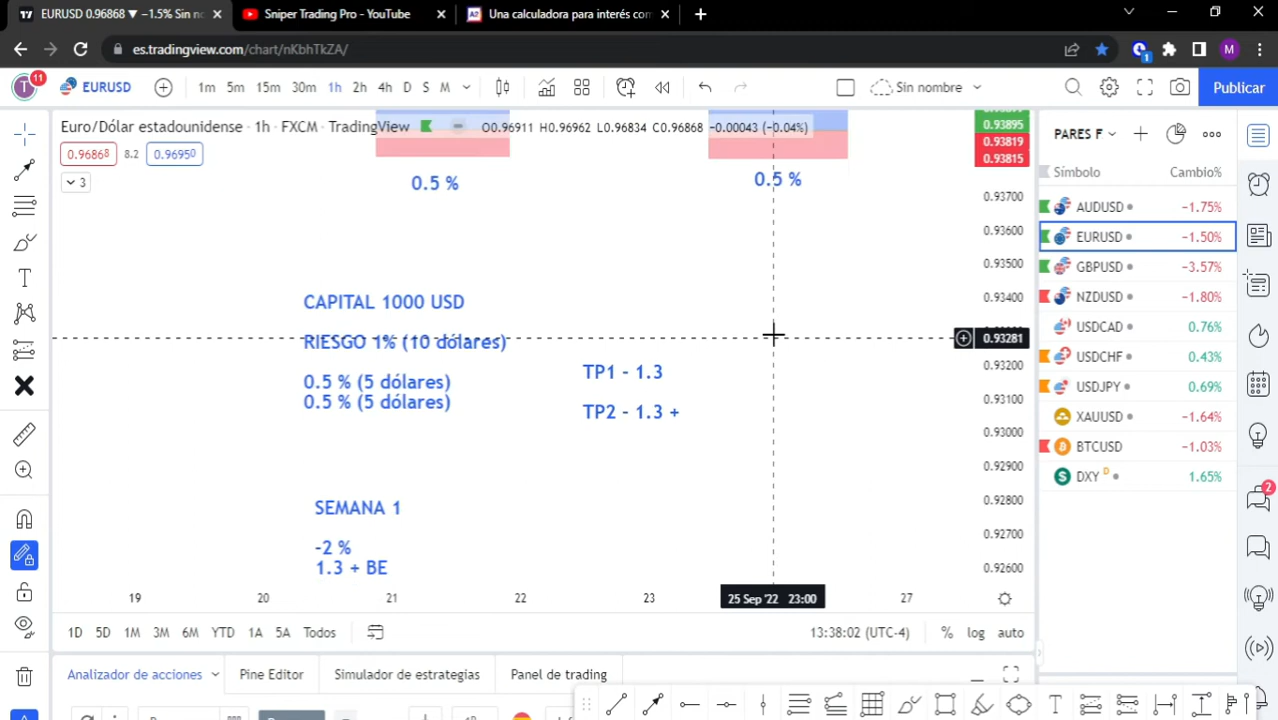 EURUSD 0.96868 ▼ −1.5% Sin no
Sniper Trading Pro - YouTube
Una calculadora para interés com
es.tradingview.com/chart/nKbhTkZA/
M
T
11
EURUSD
1m 5m 15m 30m 1h 2h 4h D S M
Sin nombre
Publicar
Euro/Dólar estadounidense · 1h · FXCM · TradingView
O0.96911 H0.96962 L0.96834 C0.96868 −0.00043 (−0.04%)
0.96868 8.2 0.96950
3
0.5 %
0.5 %
0.93895
0.93819
0.93815
0.93700
0.93600
0.93500
0.93400
0.93281
0.93200
0.93100
0.93000
0.92900
0.92800
0.92700
0.92600
CAPITAL 1000 USD
RIESGO 1% (10 dólares)
0.5 % (5 dólares)
0.5 % (5 dólares)
TP1 - 1.3
TP2 - 1.3 +
SEMANA 1
-2 %
1.3 + BE
19 20 21 22 23 25 Sep '22 23:00 27
1D 5D 1M 3M 6M YTD 1A 5A Todos
13:38:02 (UTC-4) % log auto
Analizador de acciones Pine Editor Simulador de estrategias Panel de trading
PARES F
Símbolo Cambio%
AUDUSD −1.75%
EURUSD −1.50%
GBPUSD −3.57%
NZDUSD −1.80%
USDCAD 0.76%
USDCHF 0.43%
USDJPY 0.69%
XAUUSD −1.64%
BTCUSD −1.03%
DXY D 1.65%
2